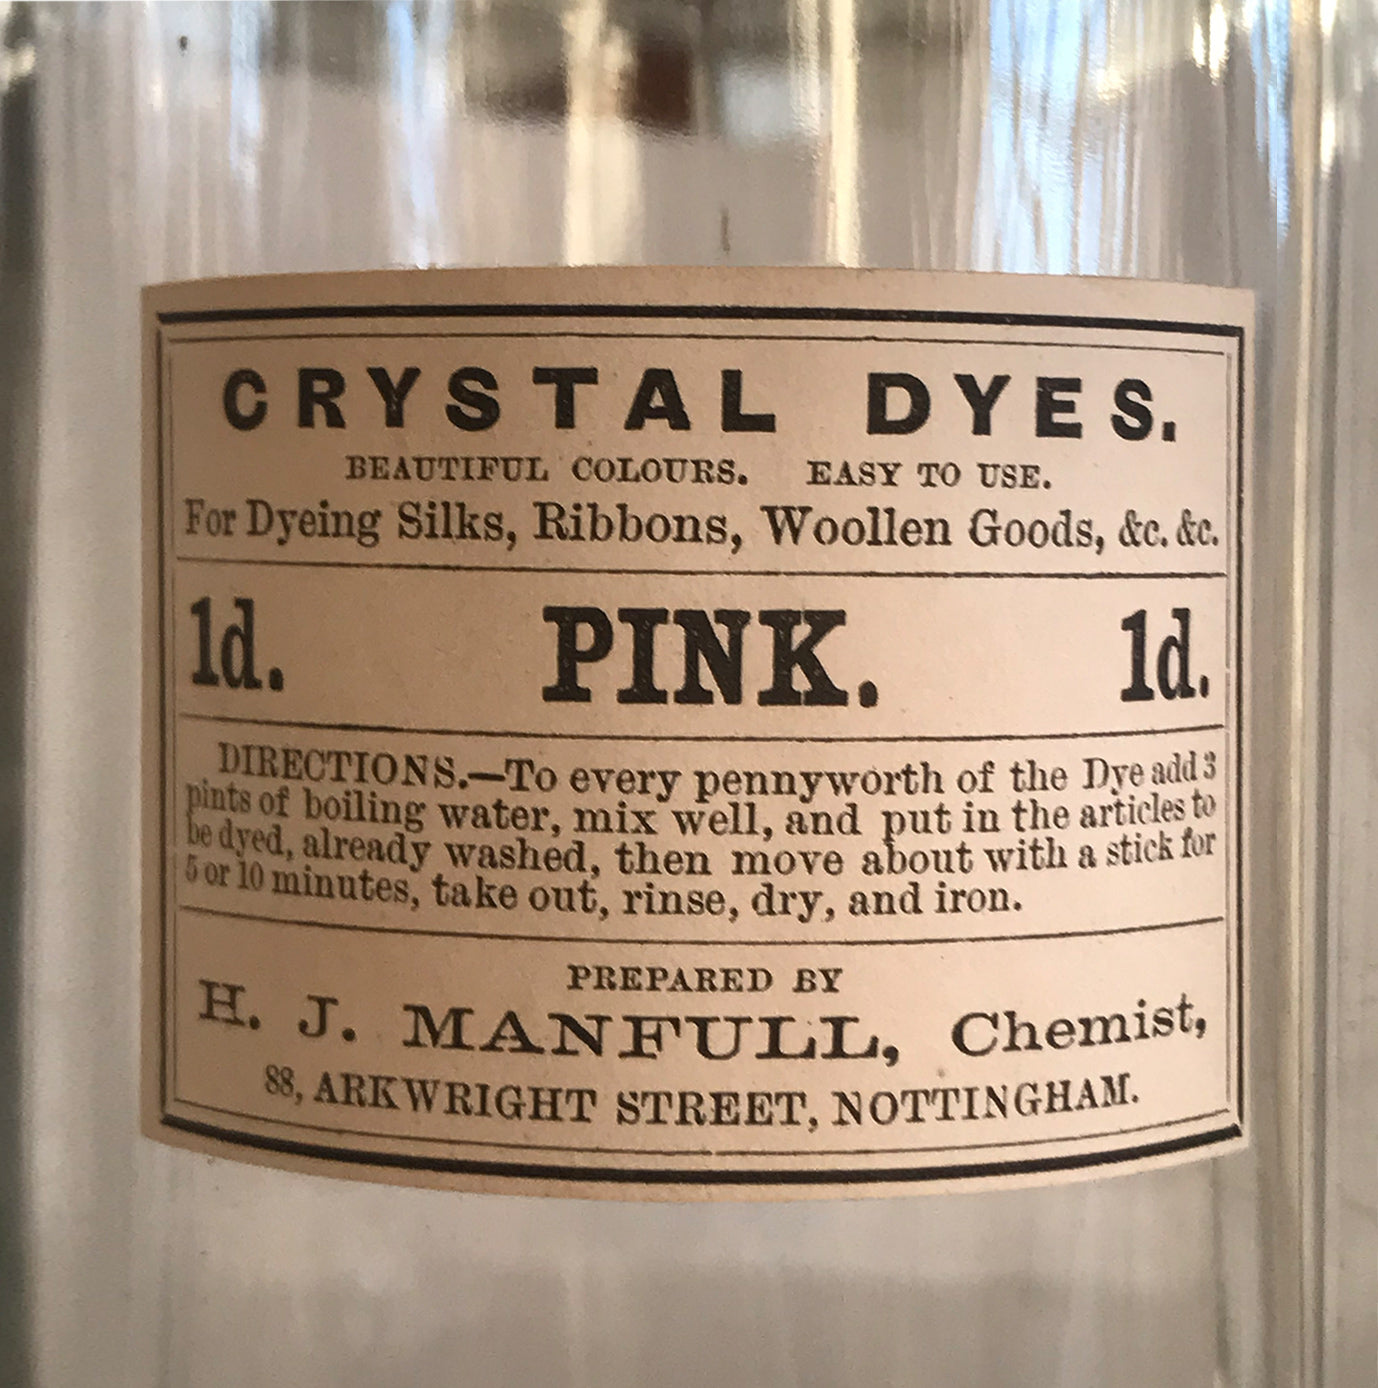 CRYSTAL DYES.
BEAUTIFUL COLOURS. EASY TO USE.
For Dyeing Silks, Ribbons, Woollen Goods, &c. &c.
1d. PINK. 1d.
DIRECTIONS.—To every pennyworth of the Dye add 3
pints of boiling water, mix well, and put in the articles to
be dyed, already washed, then move about with a stick for
5 or 10 minutes, take out, rinse, dry, and iron.
PREPARED BY
H. J. MANFULL, Chemist,
88, ARKWRIGHT STREET, NOTTINGHAM.